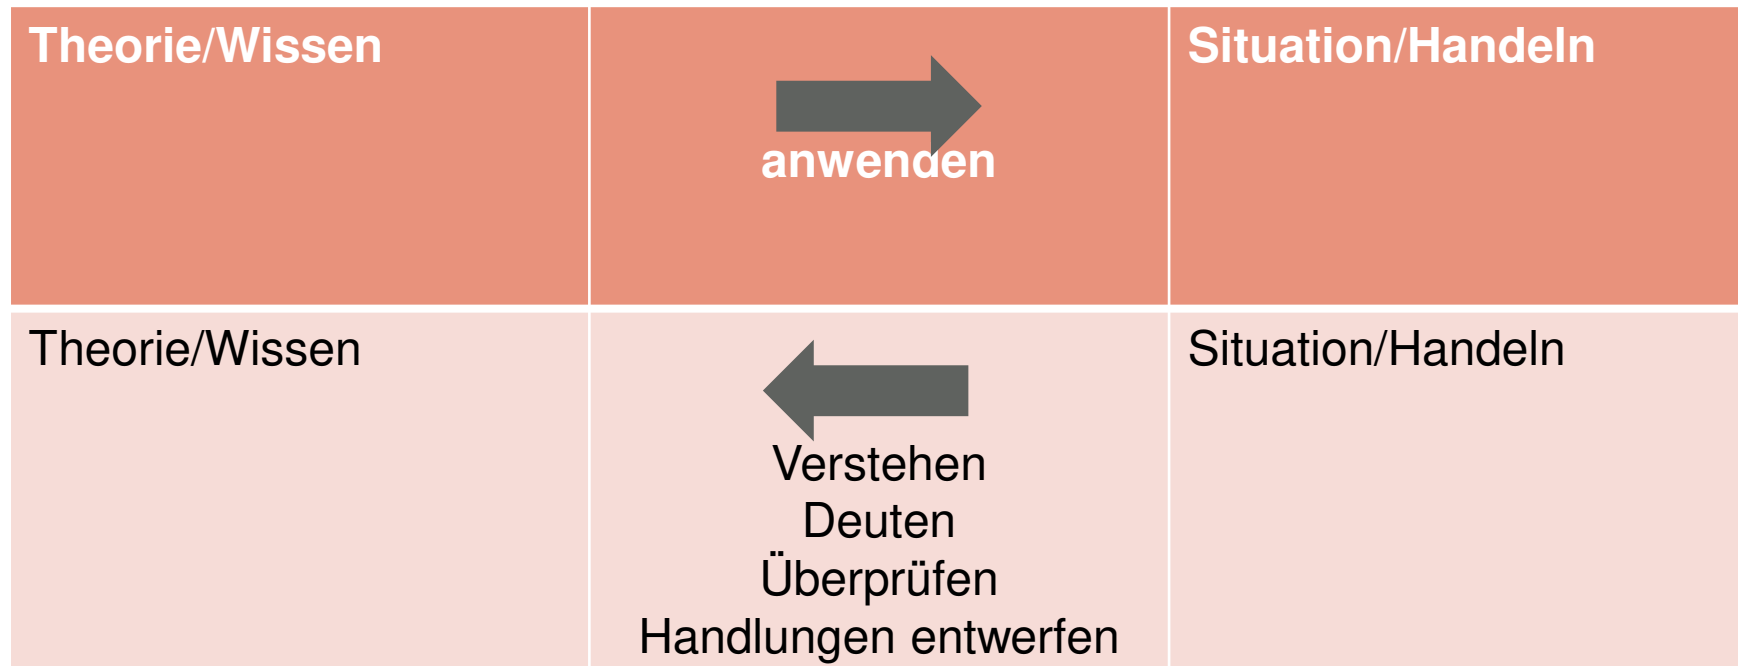 Theorie/Wissen
anwenden
Situation/Handeln
Theorie/Wissen
Verstehen
Deuten
Überprüfen
Handlungen entwerfen
Situation/Handeln